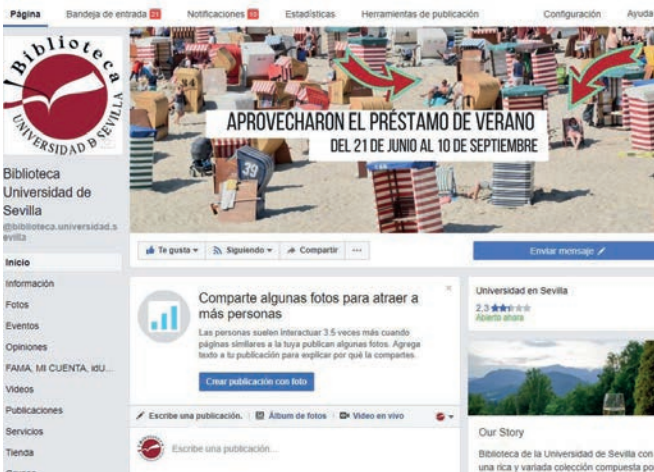 Página Bandeja de entrada 21 Notificaciones 10 Estadísticas Herramientas de publicación Configuración Ayuda
Biblioteca
UNIVERSIDAD D SEVILLA
39
APROVECHARON EL PRÉSTAMO DE VERANO
DEL 21 DE JUNIO AL 10 DE SEPTIEMBRE
Biblioteca
Universidad de
Sevilla
@biblioteca.universidad.s
evilla
Te gusta Siguiendo Compartir ... Enviar mensaje
Inicio
Información
Fotos
Eventos
Opiniones
FAMA, MI CUENTA, idU...
Videos
Publicaciones
Servicios
Tienda
Comparte algunas fotos para atraer a
más personas
Las personas suelen interactuar 3.5 veces más cuando
páginas similares a la tuya publican algunas fotos. Agrega
texto a tu publicación para explicar por qué la compartes.
Crear publicación con foto
Escribe una publicación. Álbum de fotos Video en vivo
Escribe una publicación...
Universidad en Sevilla
2,3
Abierto ahora
Our Story
Biblioteca de la Universidad de Sevilla con
una rica y variada colección compuesta po